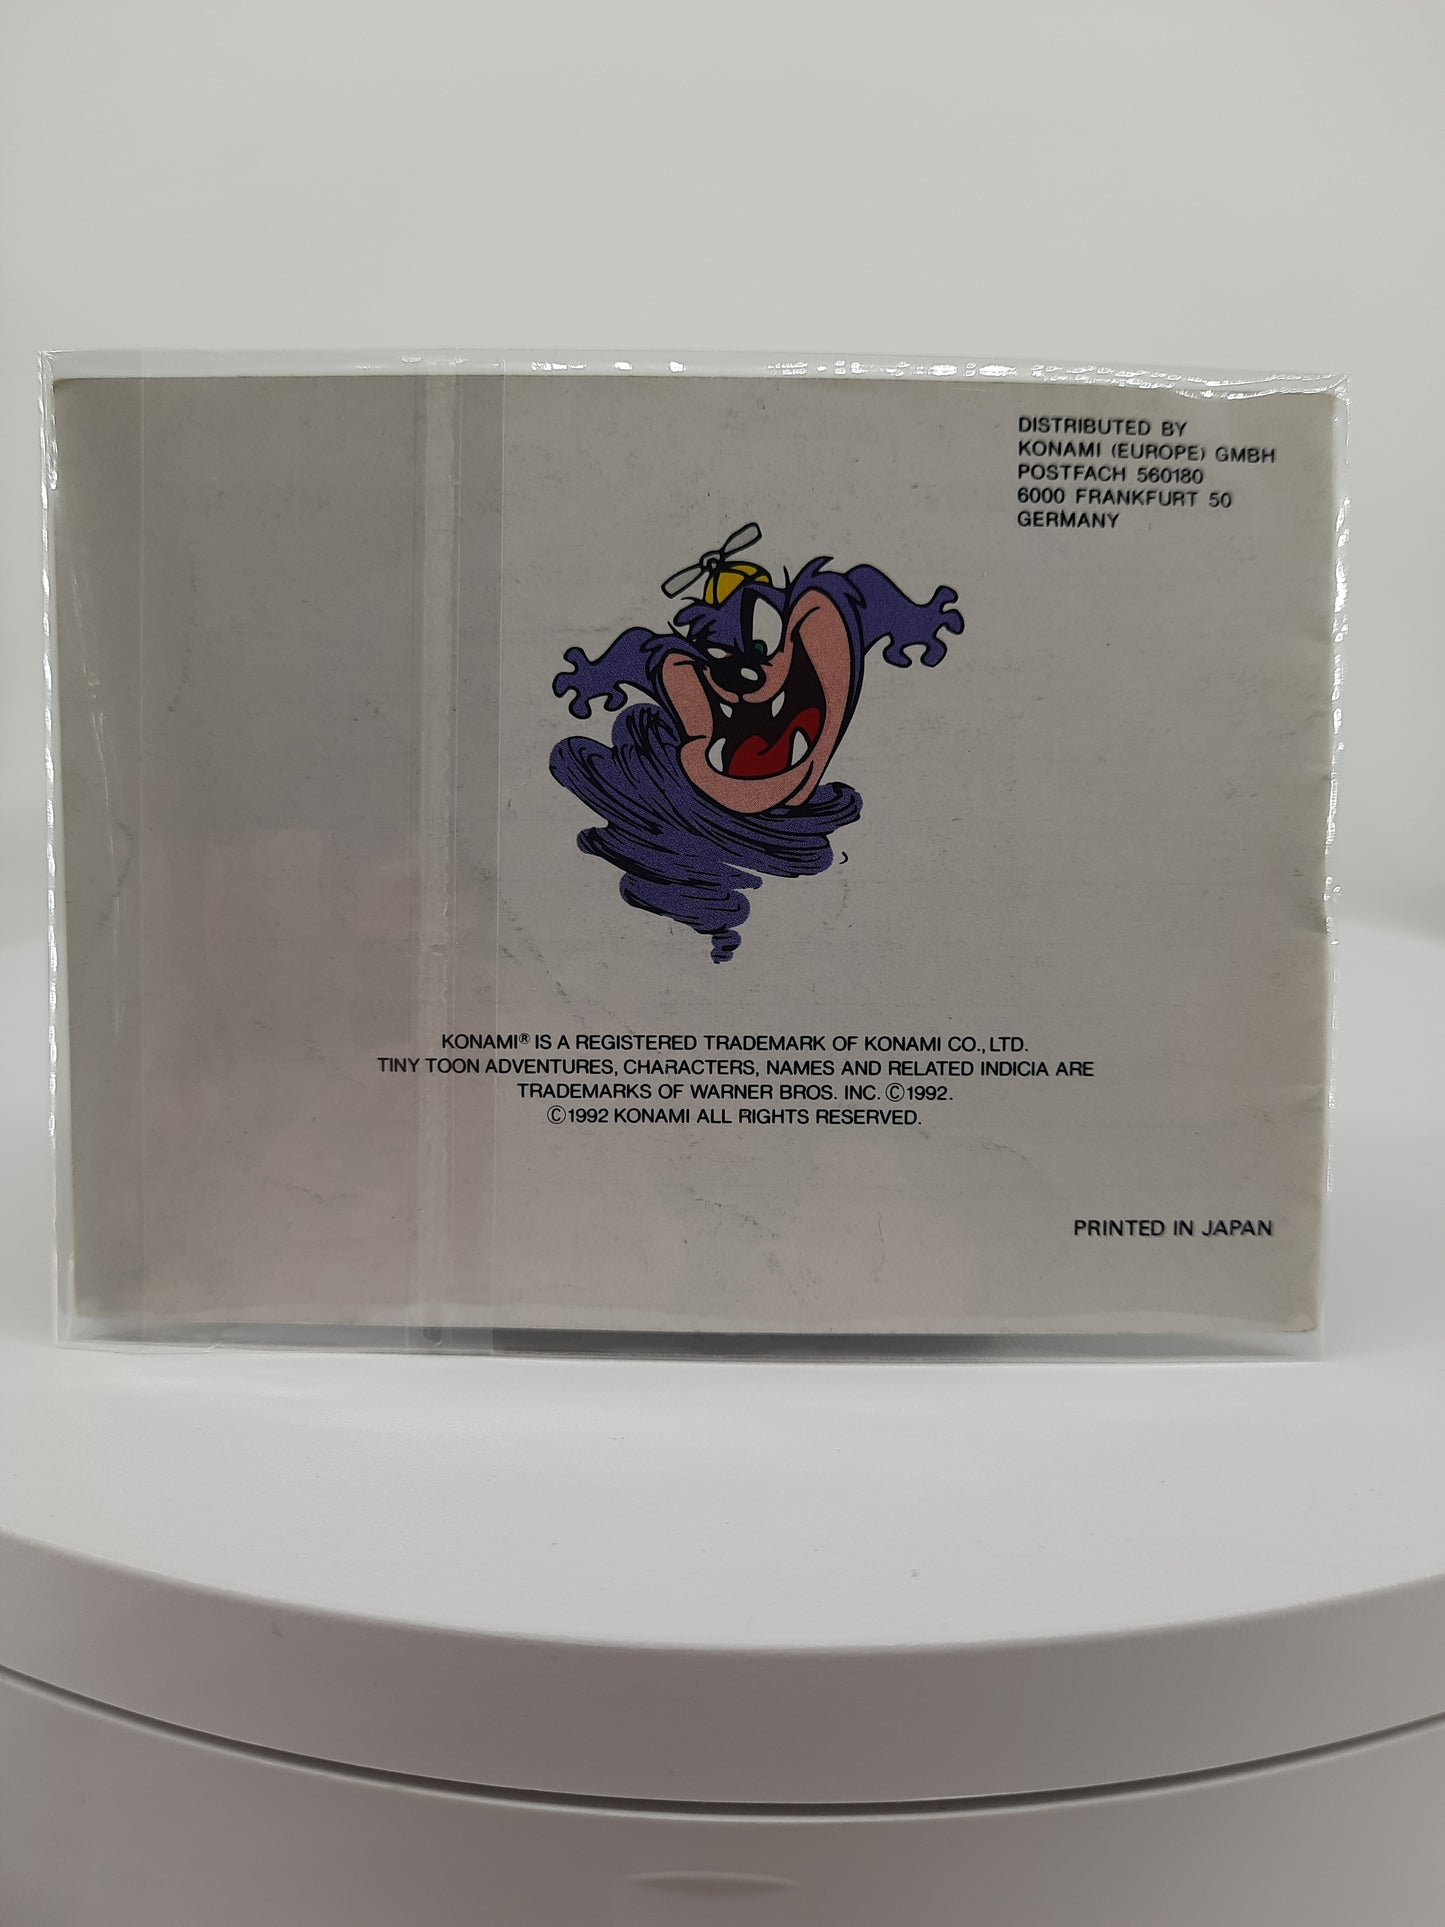 DISTRIBUTED BY
KONAMI (EUROPE) GMBH
POSTFACH 560180
6000 FRANKFURT 50
GERMANY
KONAMI® IS A REGISTERED TRADEMARK OF KONAMI CO., LTD.
TINY TOON ADVENTURES, CHARACTERS, NAMES AND RELATED INDICIA ARE
TRADEMARKS OF WARNER BROS. INC. ©1992.
©1992 KONAMI ALL RIGHTS RESERVED.
PRINTED IN JAPAN